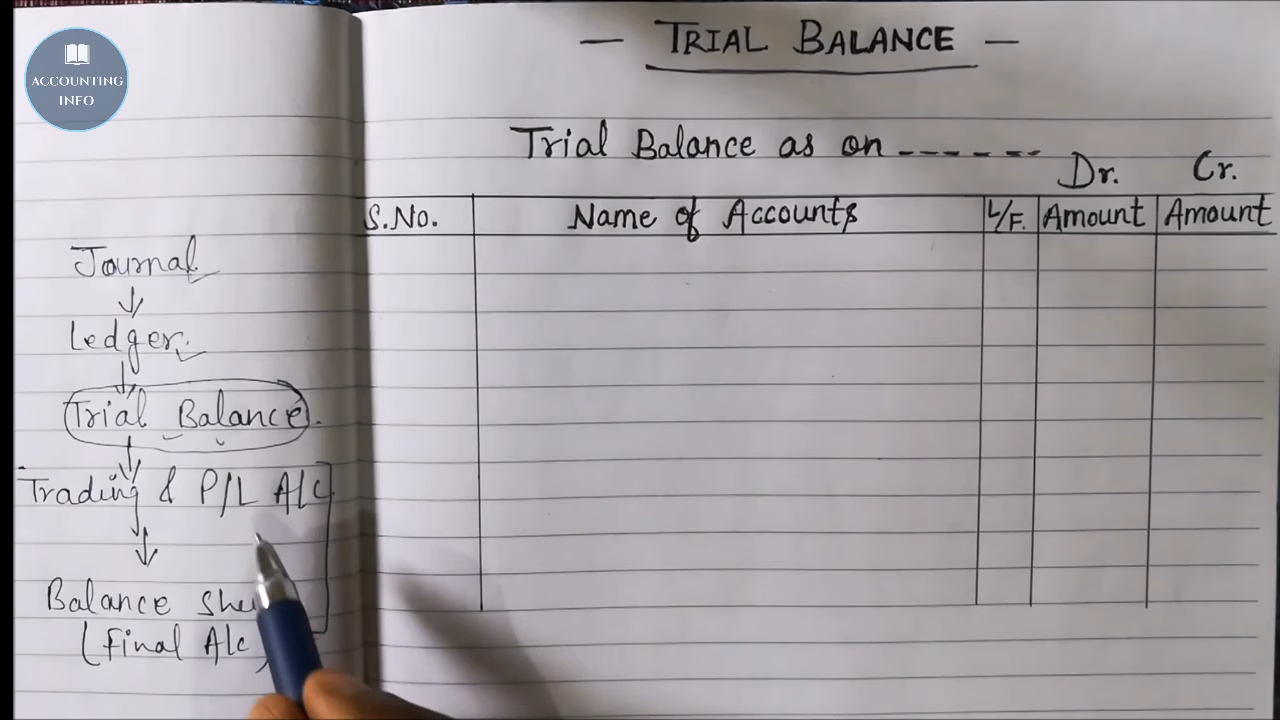 ACCOUNTING
INFO
— TRIAL BALANCE —
Trial Balance as on ------
Dr. Cr.
S.No. Name of Accounts L/F. Amount Amount
Journal
Ledger
Trial Balance.
Trading & P/L A/c
Balance
(Final A/c)